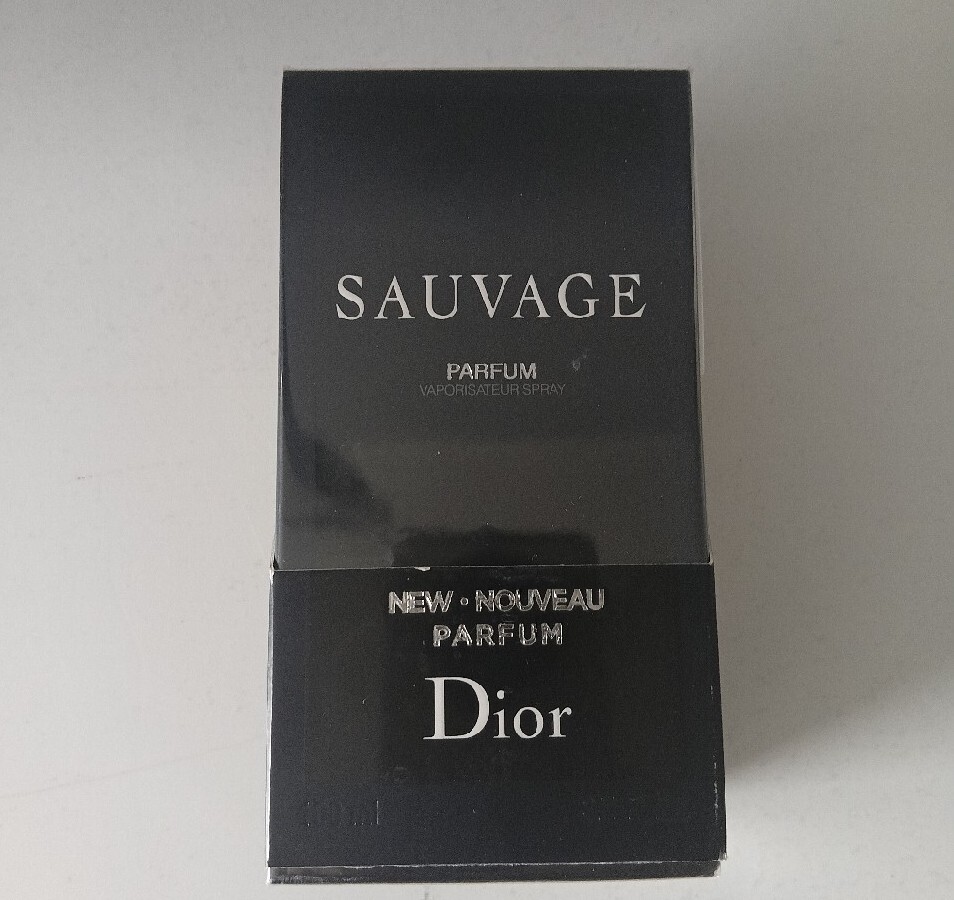 SAUVAGE
PARFUM
VAPORISATEUR SPRAY
NEW • NOUVEAU
PARFUM
Dior